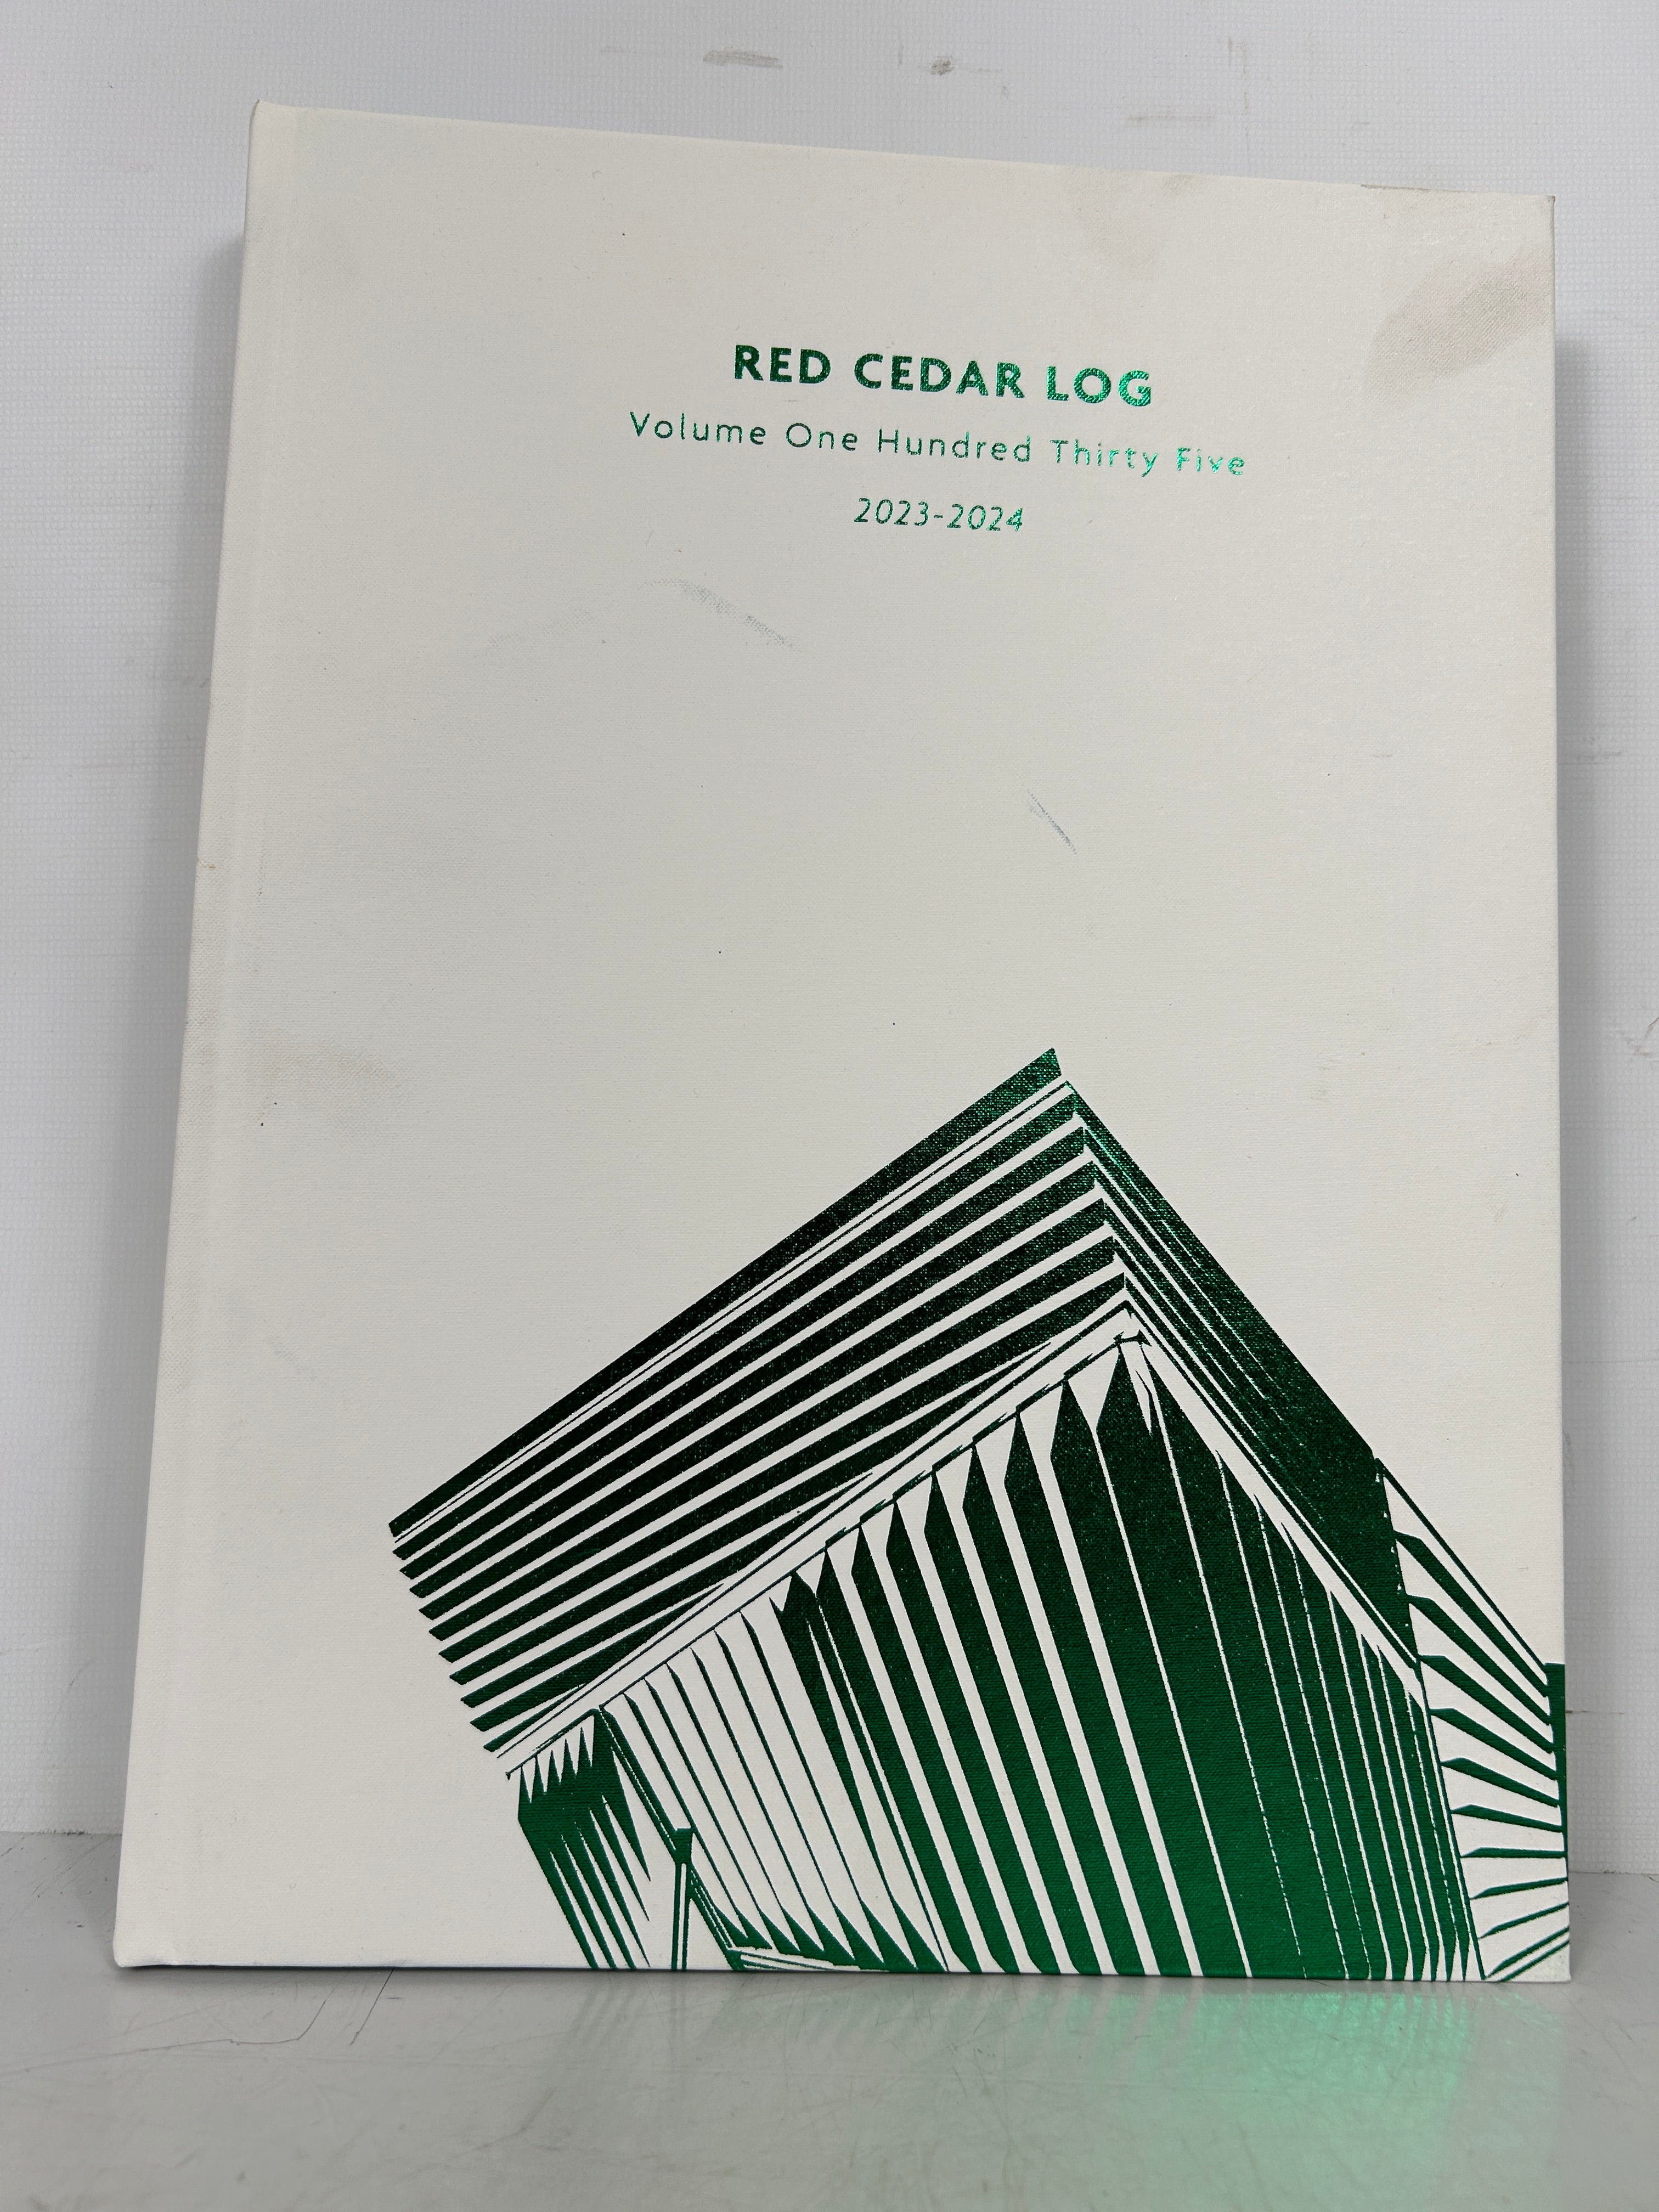 RED CEDAR LOG
Volume One Hundred Thirty Five
2023-2024